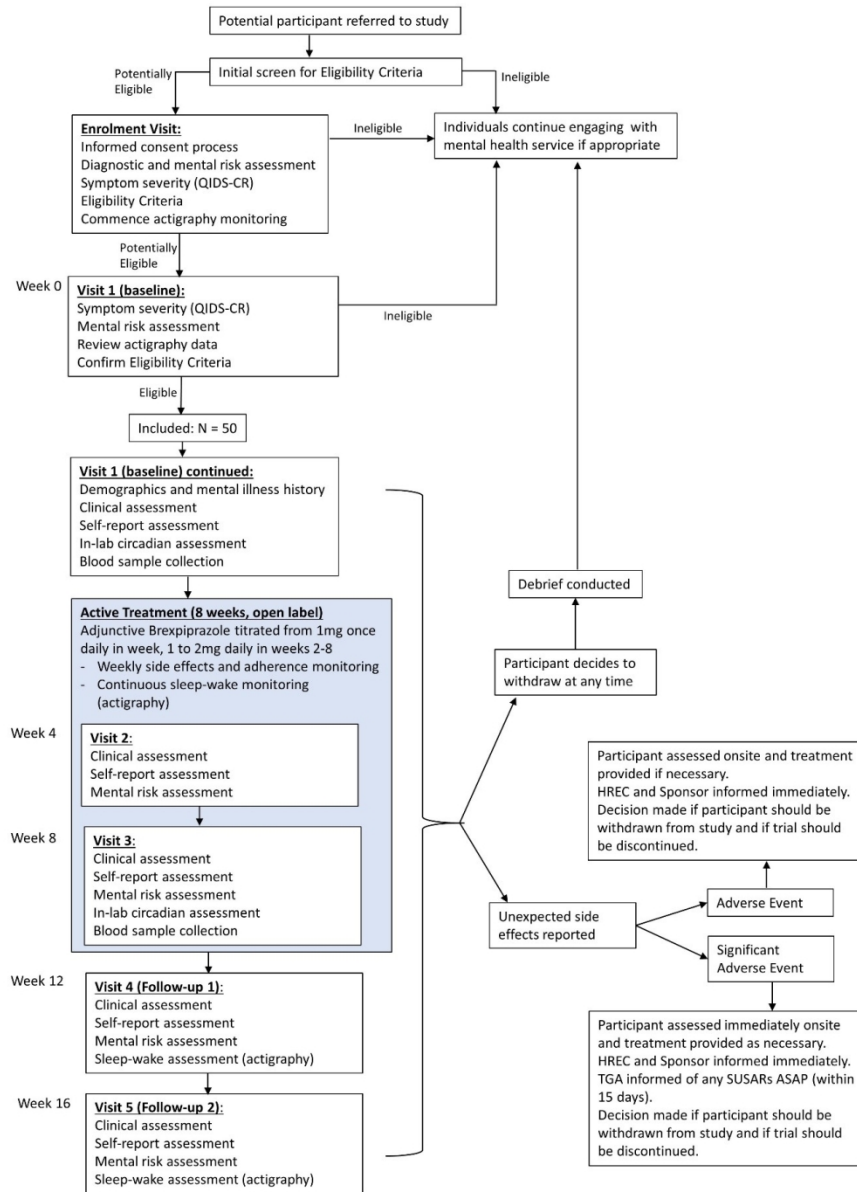 Potential participant referred to study
Initial screen for Eligibility Criteria
Potentially
Eligible
Ineligible
Enrolment Visit:
Informed consent process
Diagnostic and mental risk assessment
Symptom severity (QIDS-CR)
Eligibility Criteria
Commence actigraphy monitoring
Ineligible
Individuals continue engaging with
mental health service if appropriate
Potentially
Eligible
Week 0
Visit 1 (baseline):
Symptom severity (QIDS-CR)
Mental risk assessment
Review actigraphy data
Confirm Eligibility Criteria
Ineligible
Eligible
Included: N = 50
Visit 1 (baseline) continued:
Demographics and mental illness history
Clinical assessment
Self-report assessment
In-lab circadian assessment
Blood sample collection
Active Treatment (8 weeks, open label)
Adjunctive Brexpiprazole titrated from 1mg once
daily in week, 1 to 2mg daily in weeks 2-8
- Weekly side effects and adherence monitoring
- Continuous sleep-wake monitoring
(actigraphy)
Week 4
Visit 2:
Clinical assessment
Self-report assessment
Mental risk assessment
Week 8
Visit 3:
Clinical assessment
Self-report assessment
Mental risk assessment
In-lab circadian assessment
Blood sample collection
Week 12
Visit 4 (Follow-up 1):
Clinical assessment
Self-report assessment
Mental risk assessment
Sleep-wake assessment (actigraphy)
Week 16
Visit 5 (Follow-up 2):
Clinical assessment
Self-report assessment
Mental risk assessment
Sleep-wake assessment (actigraphy)
Debrief conducted
Participant decides to
withdraw at any time
Unexpected side
effects reported
Participant assessed onsite and treatment
provided if necessary.
HREC and Sponsor informed immediately.
Decision made if participant should be
withdrawn from study and if trial should
be discontinued.
Adverse Event
Significant
Adverse Event
Participant assessed immediately onsite
and treatment provided as necessary.
HREC and Sponsor informed immediately.
TGA informed of any SUSARs ASAP (within
15 days).
Decision made if participant should be
withdrawn from study and if trial should be
discontinued.